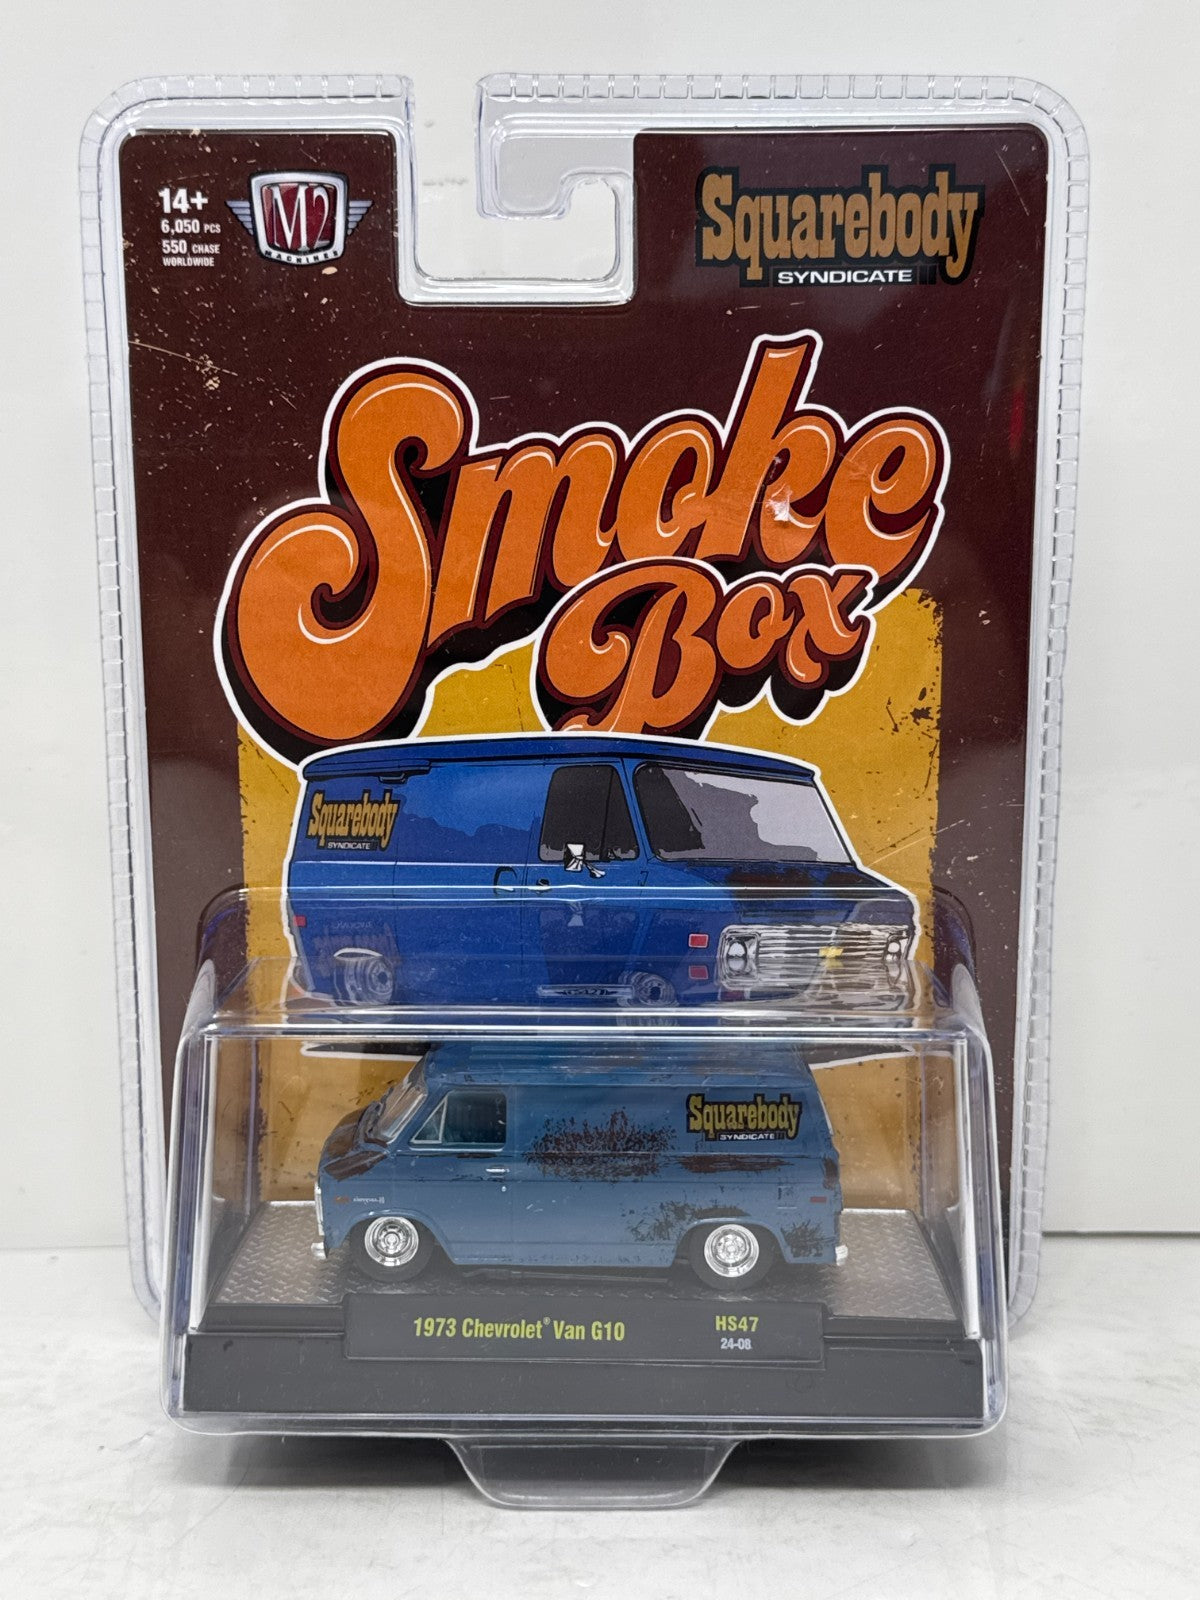 14+
6,050 PCS
550 CHASE
WORLDWIDE
M2
MACHINES
Squarebody
SYNDICATE
Smoke
Box
Squarebody
SYNDICATE
Squarebody
SYNDICATE
1973 Chevrolet® Van G10
HS47
24-08